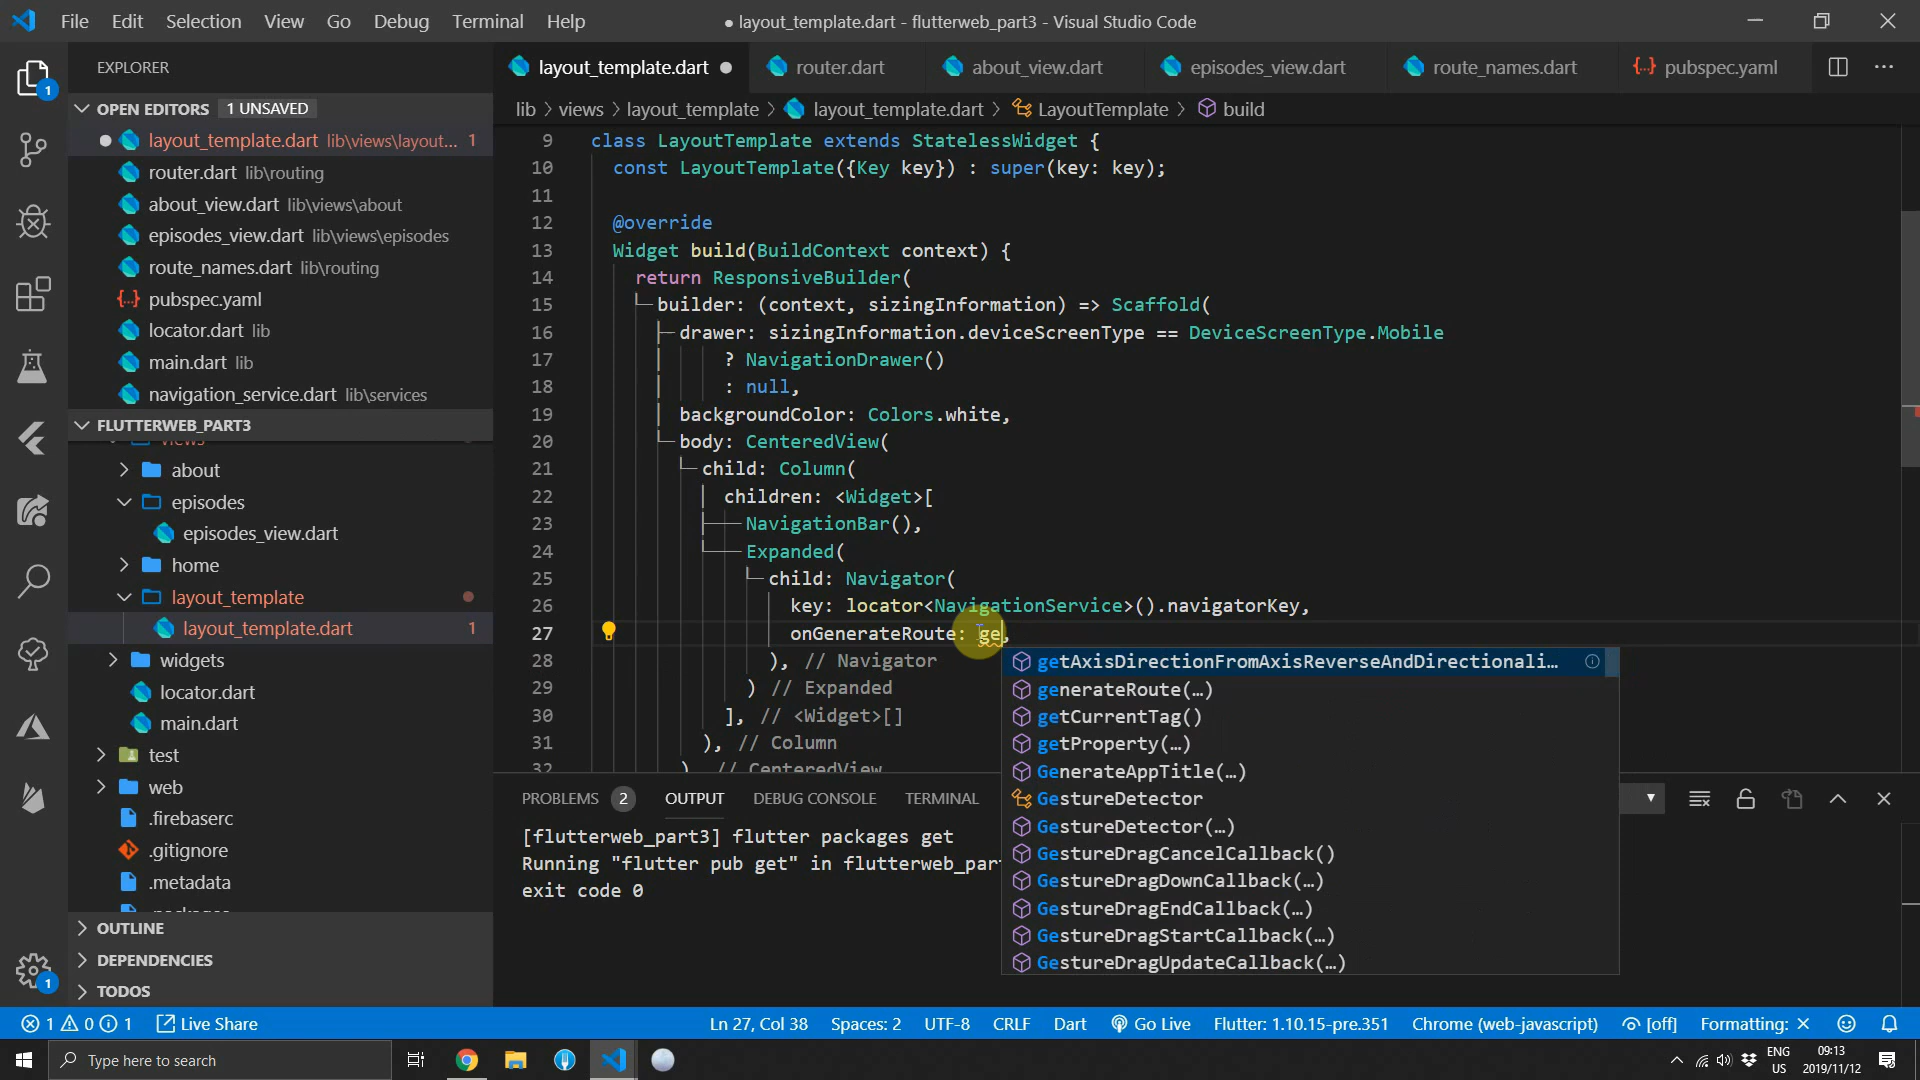 File Edit Selection View Go Debug Terminal Help
● layout_template.dart - flutterweb_part3 - Visual Studio Code
EXPLORER
layout_template.dart router.dart about_view.dart episodes_view.dart route_names.dart {..} pubspec.yaml
OPEN EDITORS 1 UNSAVED
layout_template.dart lib\views\layout... 1
router.dart lib\routing
about_view.dart lib\views\about
episodes_view.dart lib\views\episodes
route_names.dart lib\routing
{..} pubspec.yaml
locator.dart lib
main.dart lib
navigation_service.dart lib\services
FLUTTERWEB_PART3
about
episodes
episodes_view.dart
home
layout_template
layout_template.dart 1
widgets
locator.dart
main.dart
test
web
.firebaserc
.gitignore
.metadata
OUTLINE
DEPENDENCIES
TODOS
lib > views > layout_template > layout_template.dart > LayoutTemplate > build
9 class LayoutTemplate extends StatelessWidget {
10 const LayoutTemplate({Key key}) : super(key: key);
11
12 @override
13 Widget build(BuildContext context) {
14 return ResponsiveBuilder(
15 builder: (context, sizingInformation) => Scaffold(
16 drawer: sizingInformation.deviceScreenType == DeviceScreenType.Mobile
17 ? NavigationDrawer()
18 : null,
19 backgroundColor: Colors.white,
20 body: CenteredView(
21 child: Column(
22 children: <Widget>[
23 NavigationBar(),
24 Expanded(
25 child: Navigator(
26 key: locator<NavigationService>().navigatorKey,
27 onGenerateRoute: ge,
28 ), // Navigator
29 ) // Expanded
30 ], // <Widget>[]
31 ), // Column
32 ) // CenteredView
getAxisDirectionFromAxisReverseAndDirectionali...
generateRoute(…)
getCurrentTag()
getProperty(…)
GenerateAppTitle(…)
GestureDetector
GestureDetector(…)
GestureDragCancelCallback()
GestureDragDownCallback(…)
GestureDragEndCallback(…)
GestureDragStartCallback(…)
GestureDragUpdateCallback(…)
PROBLEMS 2 OUTPUT DEBUG CONSOLE TERMINAL
[flutterweb_part3] flutter packages get
Running "flutter pub get" in flutterweb_par
exit code 0
1 0 1 Live Share Ln 27, Col 38 Spaces: 2 UTF-8 CRLF Dart Go Live Flutter: 1.10.15-pre.351 Chrome (web-javascript) [off] Formatting: ✕
Type here to search
ENG
US
09:13
2019/11/12